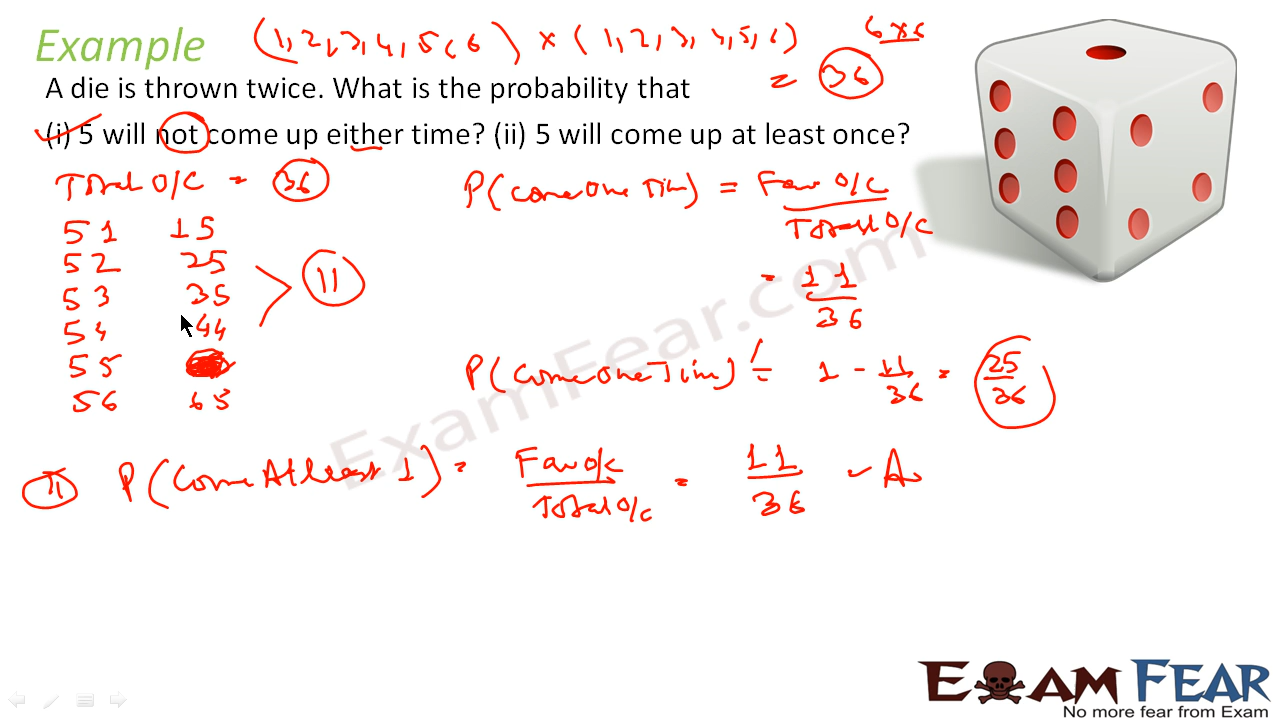 Example (1,2,3,4,5,6) × (1,2,3,4,5,6) 6×6
= 36
A die is thrown twice. What is the probability that
(i) 5 will not come up either time? (ii) 5 will come up at least once?
Total O/C = 36
P(come One Tim) = Fav O/C / Total O/C
5 1 1 5
5 2 2 5
5 3 3 5
5 4 4 4
5 5
5 6 6 5
11
= 11/36
P(come One Tim)' = 1 - 11/36 = 25/36
II P(Come At least 1) = Fav O/C / Total O/C = 11/36
ExamFear.com
EXAM FEAR
No more fear from Exam